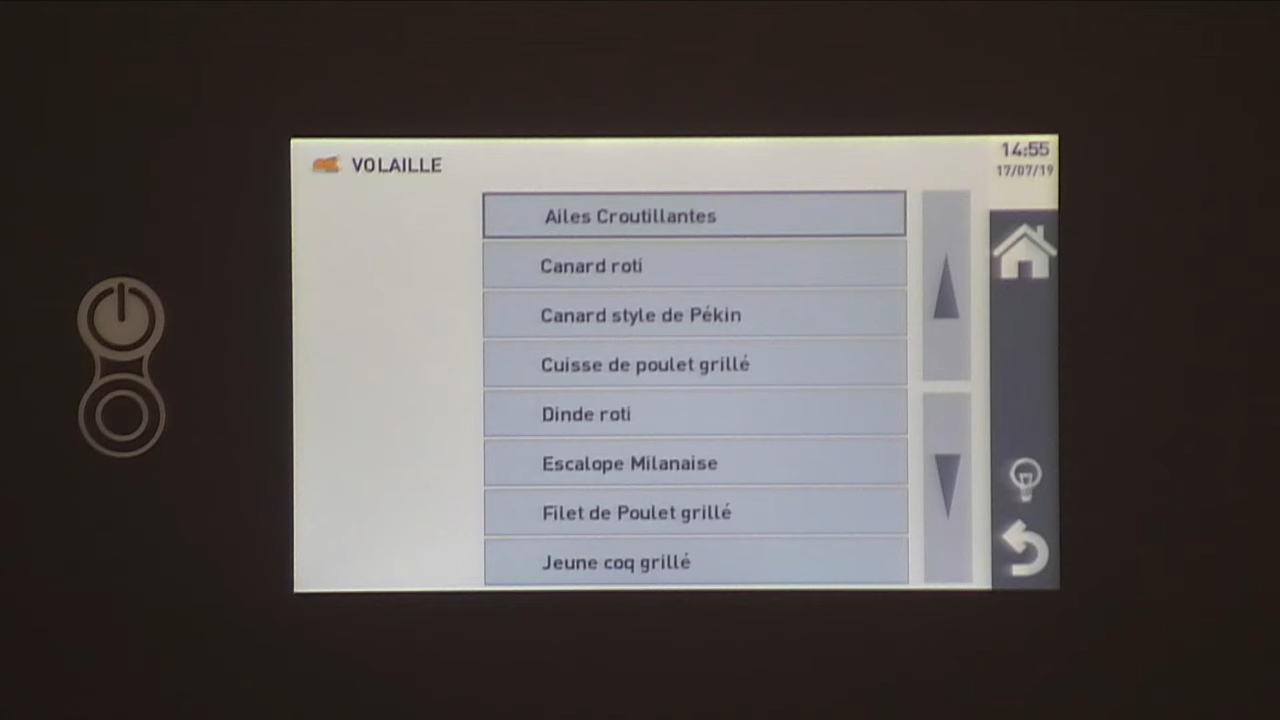 VOLAILLE
14:55
17/07/19
Ailes Croutillantes
Canard roti
Canard style de Pékin
Cuisse de poulet grillé
Dinde roti
Escalope Milanaise
Filet de Poulet grillé
Jeune coq grillé